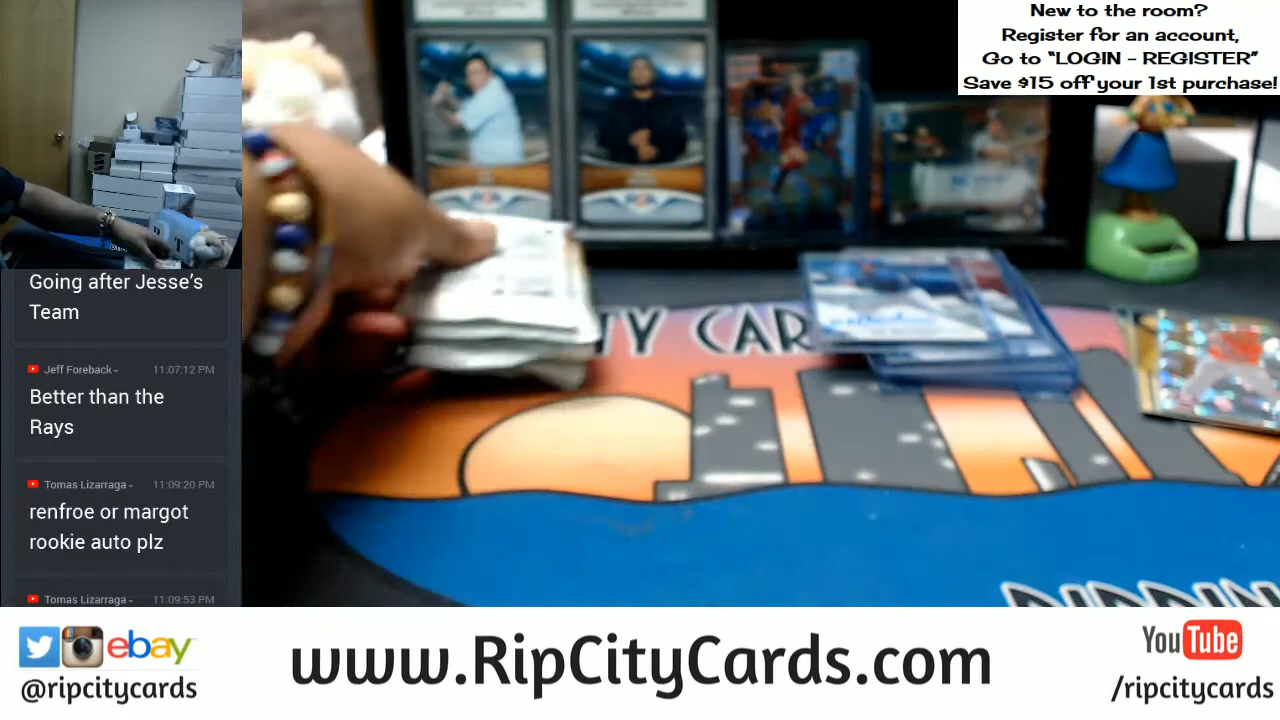 New to the room?
Register for an account,
Go to "LOGIN - REGISTER"
Save $15 off your 1st purchase!
TY CAR
Going after Jesse's
Team
Jeff Foreback
11:07:12 PM
Better than the
Rays
Tomas Lizarraga
11:09:20 PM
renfroe or margot
rookie auto plz
Tomas Lizarraga
11:09:53 PM
ebay
@ripcitycards
www.RipCityCards.com
YouTube
/ripcitycards